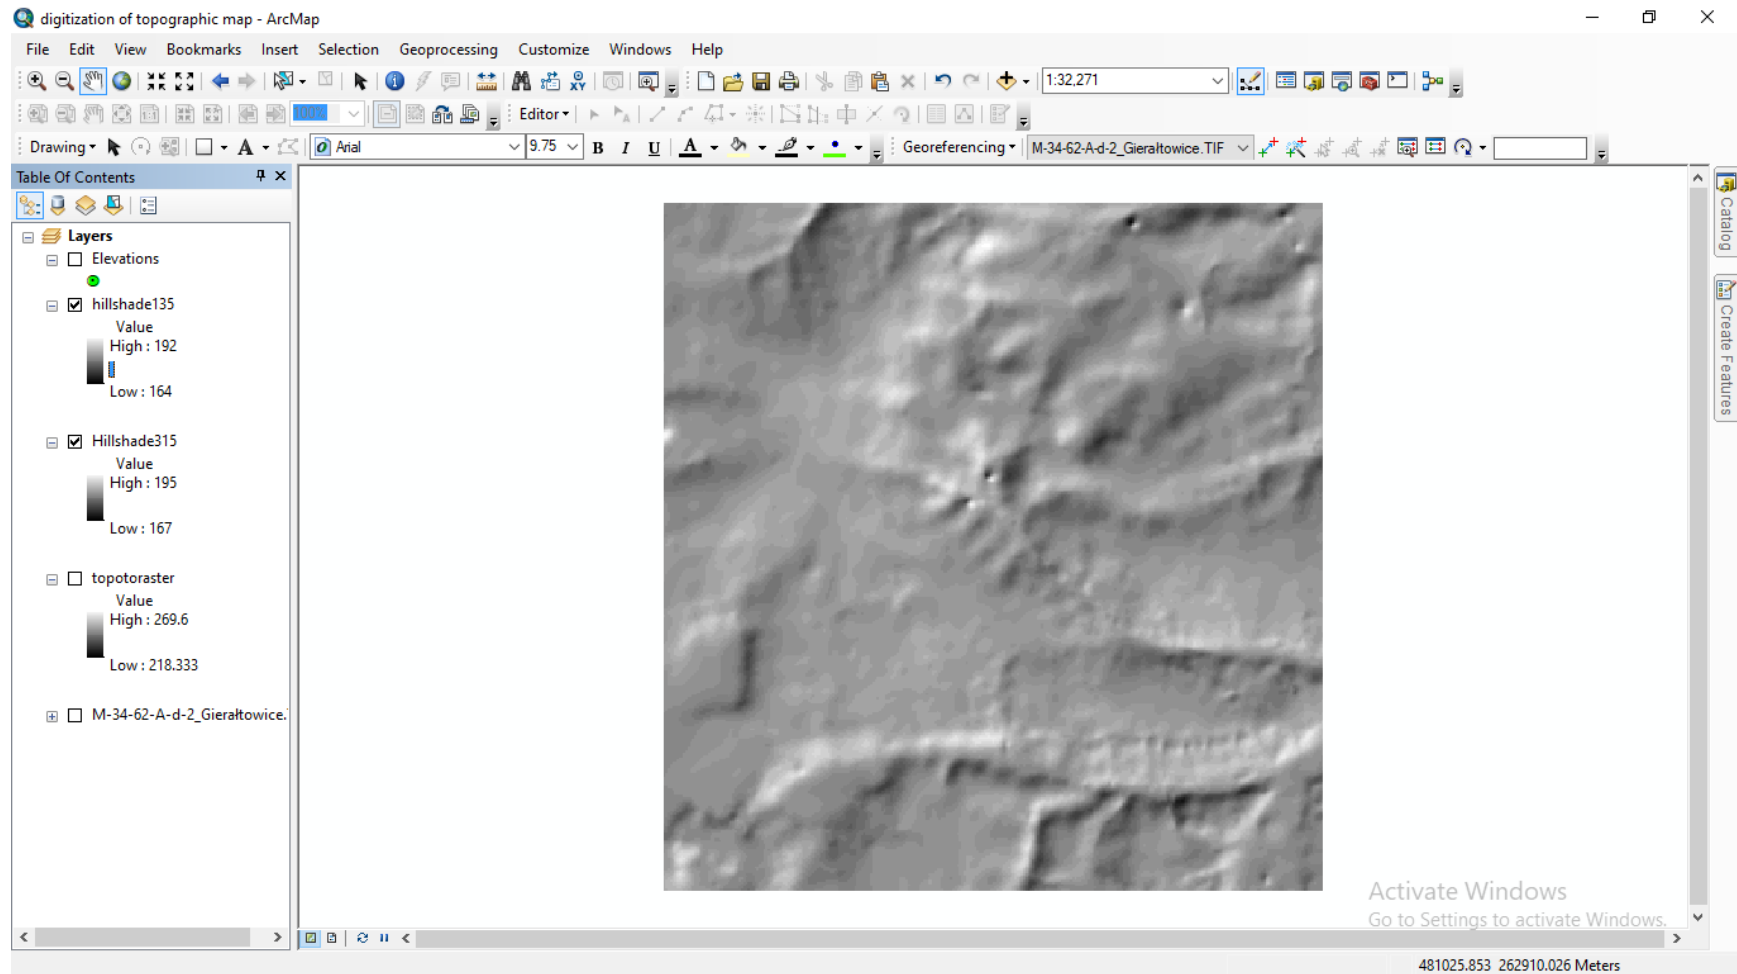 digitization of topographic map - ArcMap
File Edit View Bookmarks Insert Selection Geoprocessing Customize Windows Help
1:32,271
100%
Editor
Drawing
A
Arial
9.75
B I U A
Georeferencing
M-34-62-A-d-2_Gierałtowice.TIF
Table Of Contents
Layers
Elevations
hillshade135
Value
High : 192
Low : 164
Hillshade315
Value
High : 195
Low : 167
topotoraster
Value
High : 269.6
Low : 218.333
M-34-62-A-d-2_Gierałtowice.
Catalog
Create Features
Activate Windows
Go to Settings to activate Windows.
481025.853 262910.026 Meters